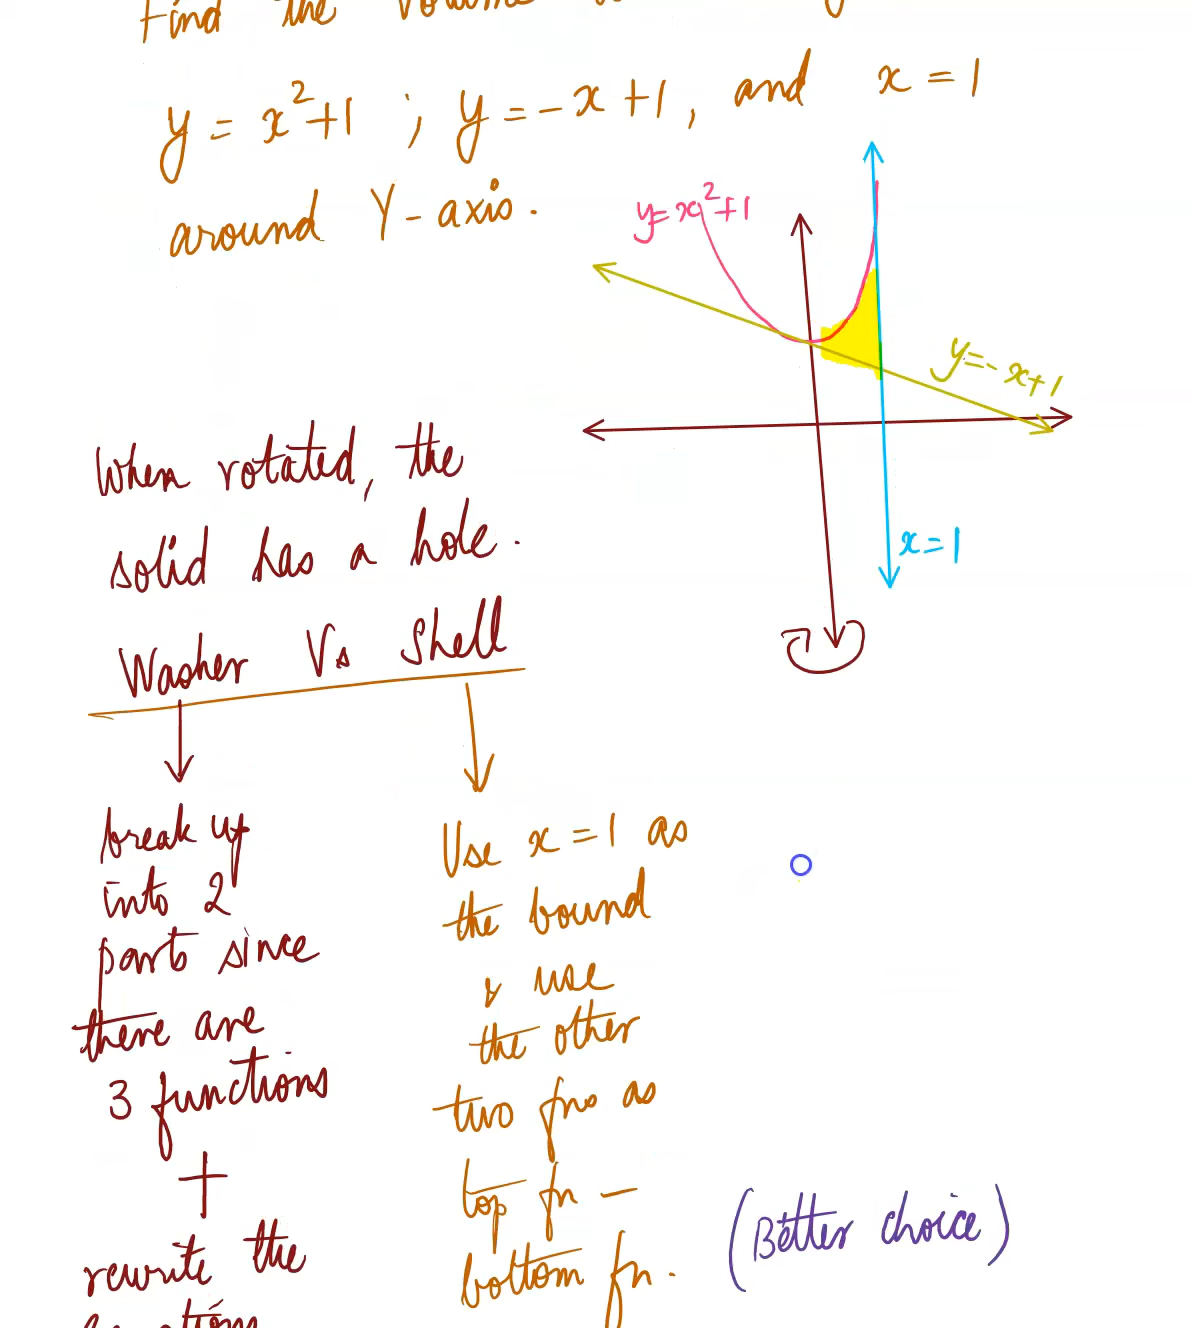 Find the volume
y = x²+1 ; y = -x +1, and x = 1
around Y-axis.
y=x²+1
y=-x+1
x=1
When rotated, the
solid has a hole.
Washer Vs Shell
break up
into 2
parts since
there are
3 functions
+
rewrite the
Use x=1 as
the bound
& use
the other
two fns as
top fn –
bottom fn.
(Better choice)